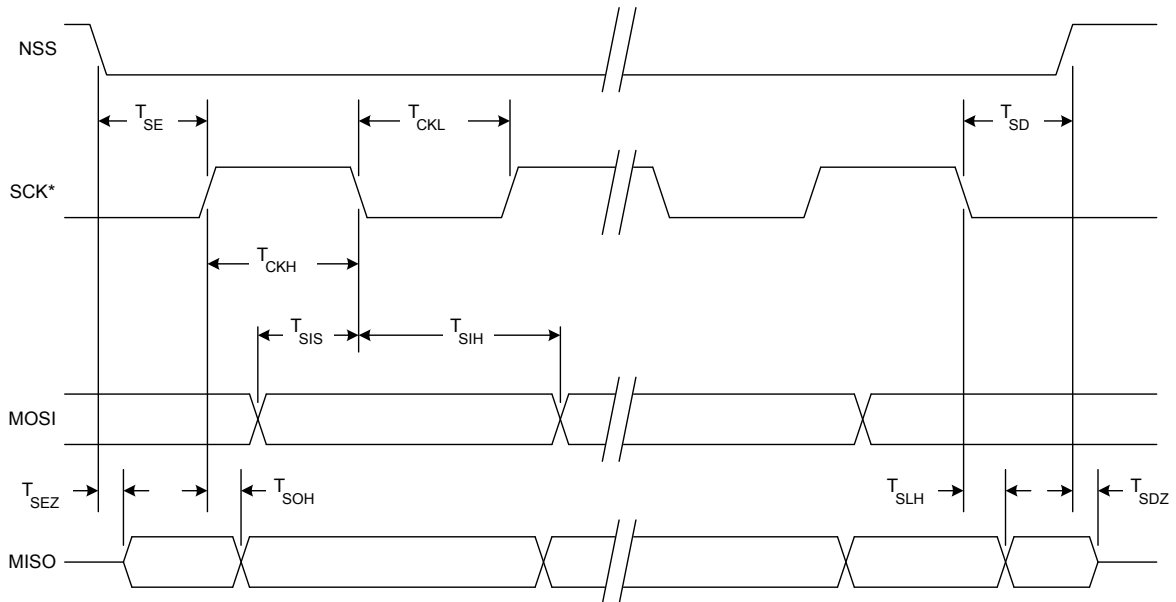 NSS
T_SE
T_CKL
T_SD
SCK*
T_CKH
T_SIS
T_SIH
MOSI
T_SEZ
T_SOH
T_SLH
T_SDZ
MISO